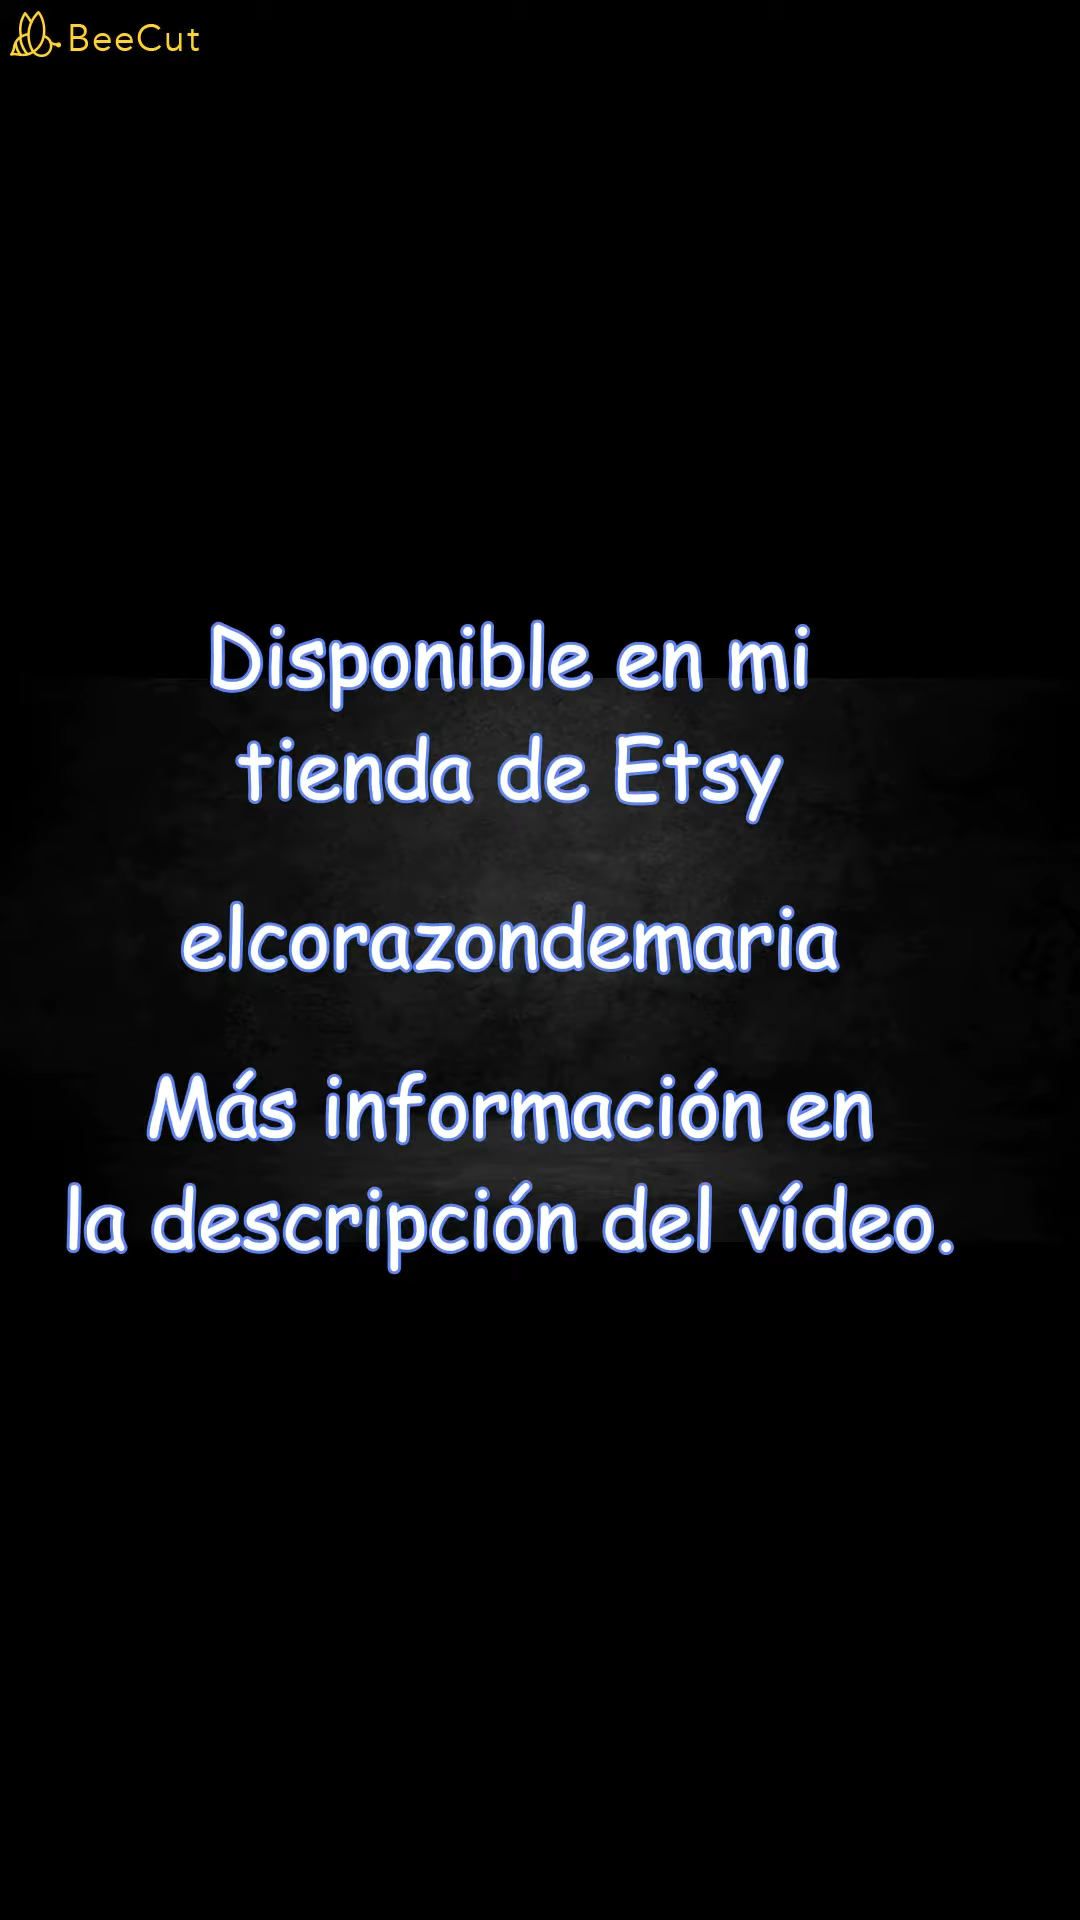 BeeCut
Disponible en mi
tienda de Etsy
elcorazondemaria
Más información en
la descripción del vídeo.